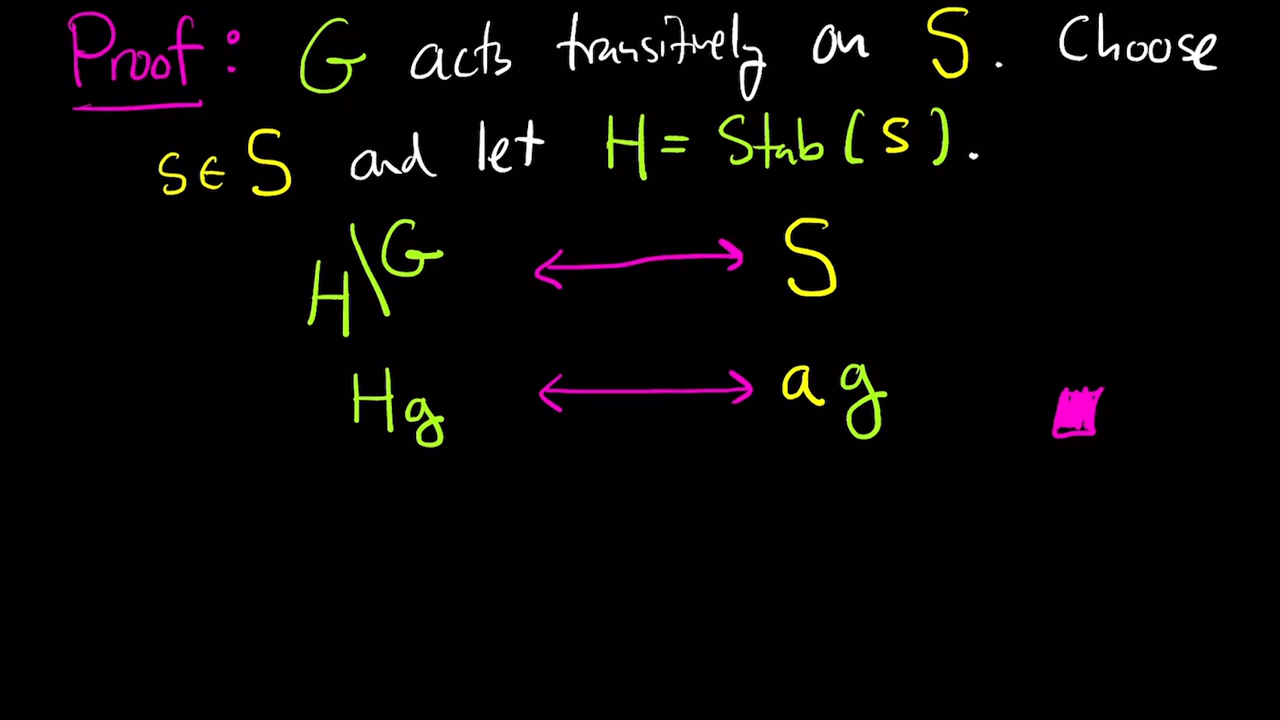 Proof: G acts transitively on S. Choose
s∈S and let H = Stab(s).
H\G ↔ S
Hg ↔ ag